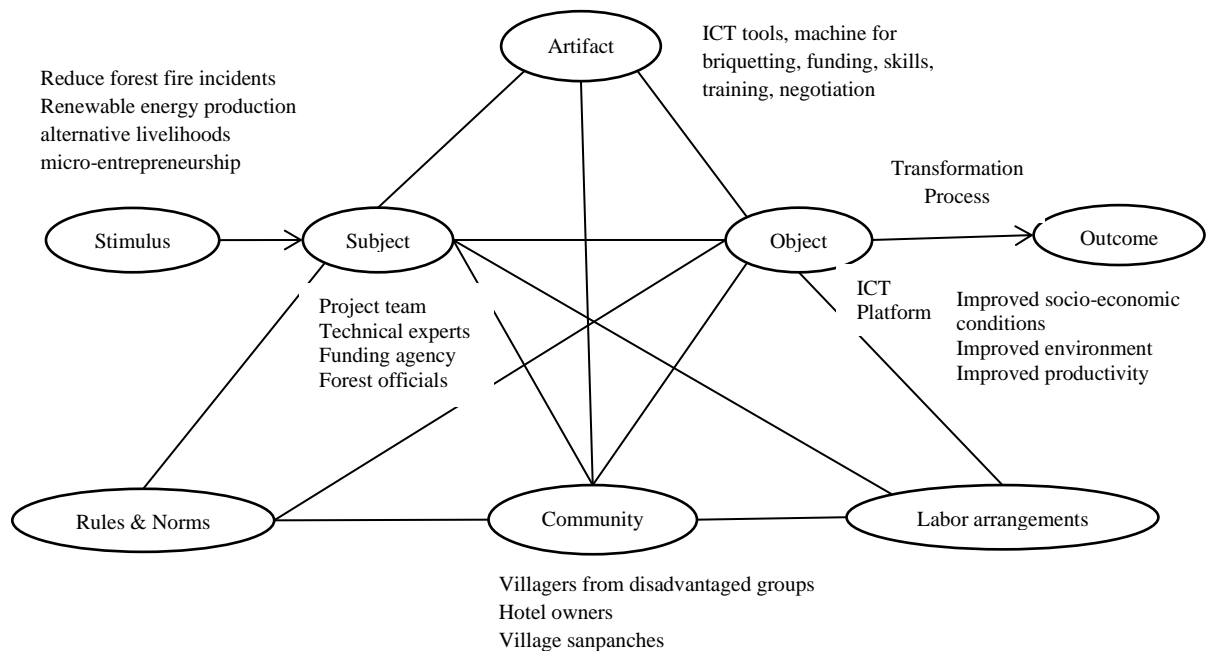 Artifact
ICT tools, machine for
briquetting, funding, skills,
training, negotiation
Reduce forest fire incidents
Renewable energy production
alternative livelihoods
micro-entrepreneurship
Transformation
Process
Stimulus
Subject
Object
Outcome
Project team
Technical experts
Funding agency
Forest officials
ICT
Platform
Improved socio-economic
conditions
Improved environment
Improved productivity
Rules & Norms
Community
Labor arrangements
Villagers from disadvantaged groups
Hotel owners
Village sanpanches